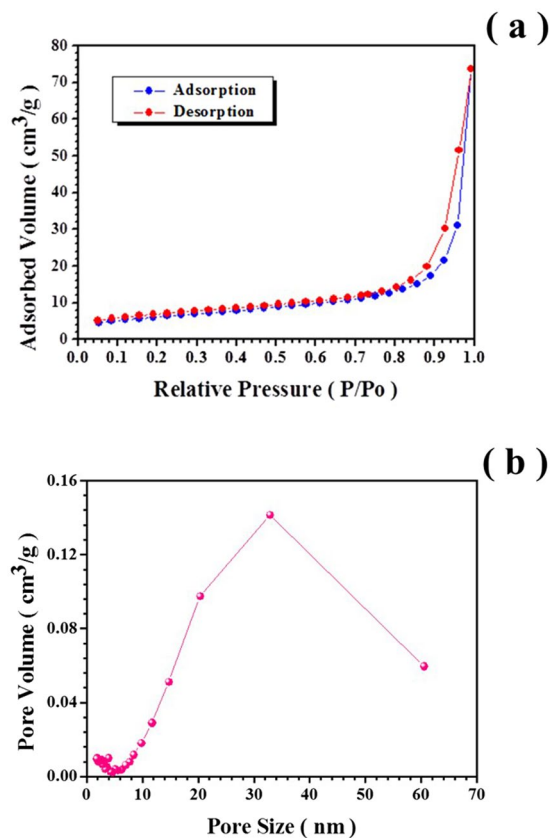 ( a )
80
70
60
50
40
30
20
10
0
Adsorbed Volume ( cm³/g )
Adsorption
Desorption
0.0 0.1 0.2 0.3 0.4 0.5 0.6 0.7 0.8 0.9 1.0
Relative Pressure ( P/Po )
( b )
0.16
0.12
0.08
0.04
0.00
Pore Volume ( cm³/g )
0 10 20 30 40 50 60 70
Pore Size ( nm )